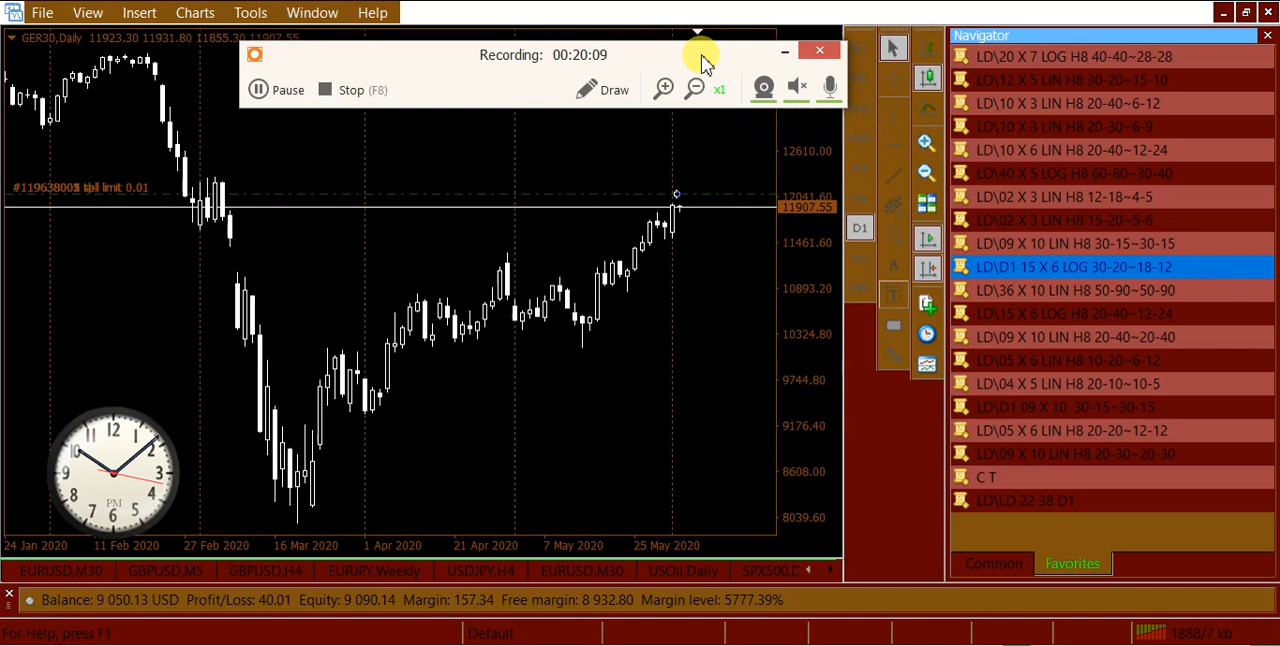 File View Insert Charts Tools Window Help
GER30,Daily 11923.30 11931.80 11855.30 11907.55
Recording: 00:20:09
Pause Stop (F8) Draw x1
12610.00
12041.60
11907.55
11461.60
10893.20
10324.80
9744.80
9176.40
8608.00
8039.60
D1
A
T
12 1 2 3 4 5 6 7 8 9 10 11
PM
24 Jan 2020 11 Feb 2020 27 Feb 2020 16 Mar 2020 1 Apr 2020 21 Apr 2020 7 May 2020 25 May 2020
EURUSD,M30 GBPUSD,M5 GBPUSD,H4 EURJPY,Weekly USDJPY,H4 EURUSD,M30 USOil,Daily SPX500,D
Navigator
LD\20 X 7 LOG H8 40-40~28-28
LD\12 X 5 LIN H8 30-20~15-10
LD\10 X 3 LIN H8 20-40~6-12
LD\10 X 3 LIN H8 20-30~6-9
LD\10 X 6 LIN H8 20-40~12-24
LD\40 X 5 LOG H8 60-80~30-40
LD\02 X 3 LIN H8 12-18~4-5
LD\02 X 3 LIN H8 15-20~5-6
LD\09 X 10 LIN H8 30-15~30-15
LD\D1 15 X 6 LOG 30-20~18-12
LD\36 X 10 LIN H8 50-90~50-90
LD\15 X 6 LOG H8 20-40~12-24
LD\09 X 10 LIN H8 20-40~20-40
LD\05 X 6 LIN H8 10-20~6-12
LD\04 X 5 LIN H8 20-10~10-5
LD\D1 09 X 10 30-15~30-15
LD\05 X 6 LIN H8 20-20~12-12
LD\09 X 10 LIN H8 20-30~20-30
C T
LD\LD 22 38 D1
Common Favorites
Balance: 9 050.13 USD Profit/Loss: 40.01 Equity: 9 090.14 Margin: 157.34 Free margin: 8 932.80 Margin level: 5777.39%
For Help, press F1 Default 1888/7 kb